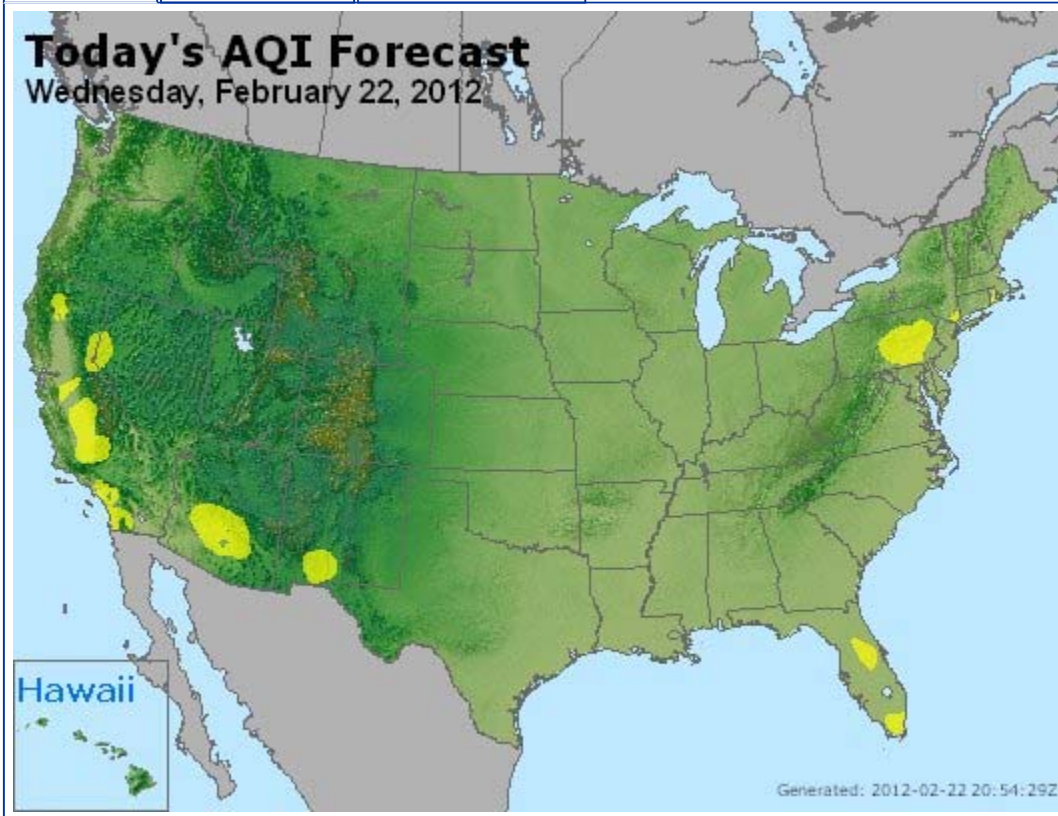 Today's AQI Forecast
Wednesday, February 22, 2012
Hawaii
Generated: 2012-02-22 20:54:29Z